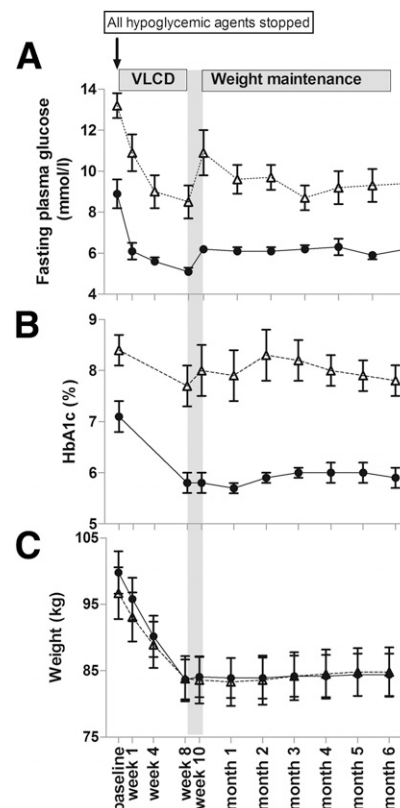 All hypoglycemic agents stopped
A
VLCD
Weight maintenance
Fasting plasma glucose
(mmol/l)
14
12
10
8
6
4
B
HbA1c (%)
9
8
7
6
5
C
Weight (kg)
105
95
85
75
baseline
week 1
week 4
week 8
week 10
month 1
month 2
month 3
month 4
month 5
month 6